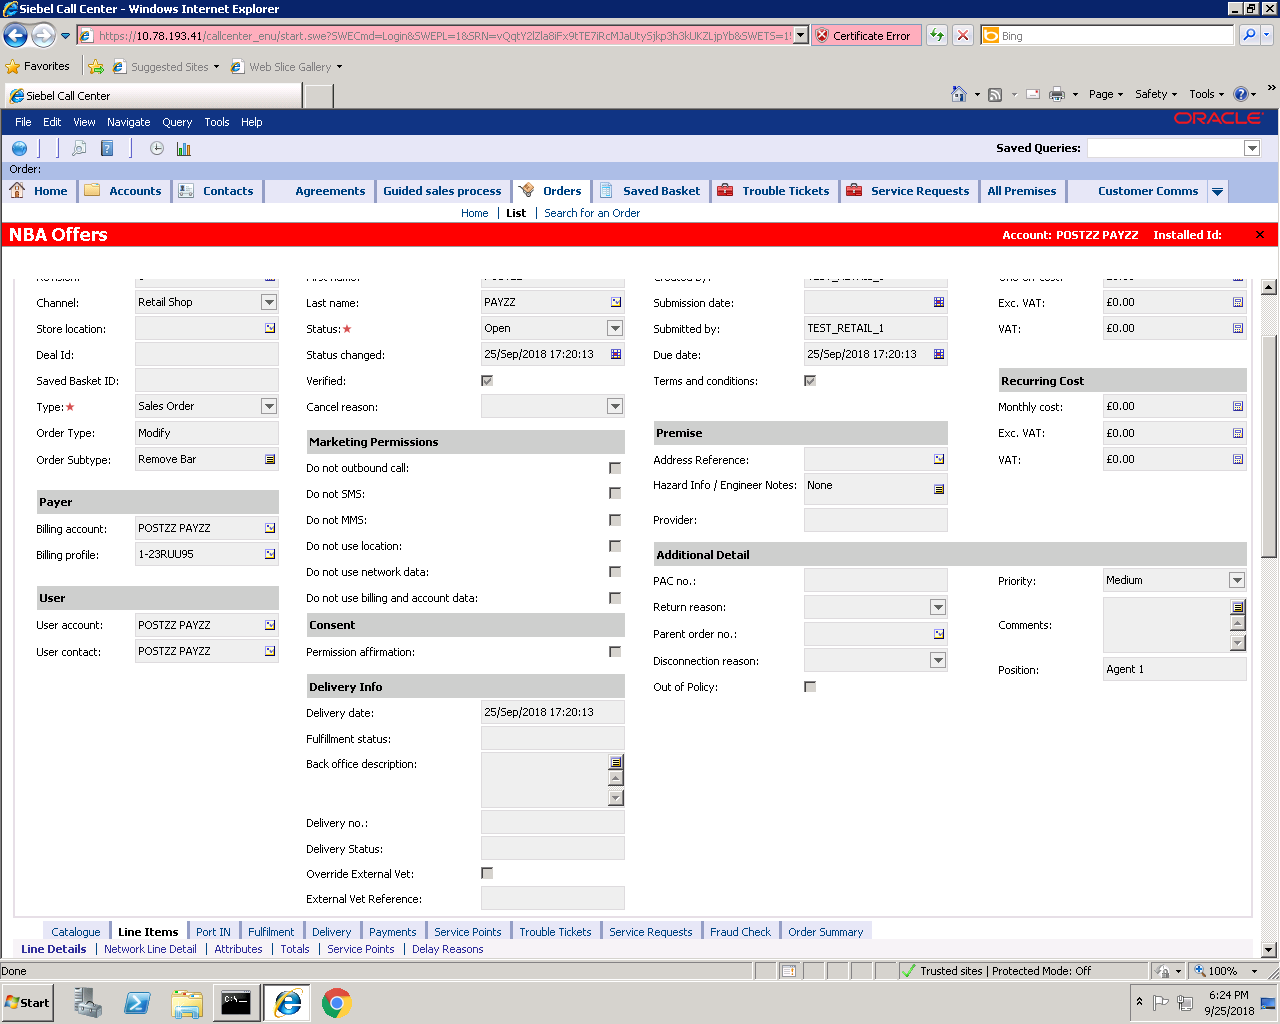 Siebel Call Center - Windows Internet Explorer
https://10.78.193.41/callcenter_enu/start.swe?SWECmd=Login&SWEPL=1&SRN=
Certificate Error
Bing
Favorites
Suggested Sites
Web Slice Gallery
Siebel Call Center
Page Safety Tools
File Edit View Navigate Query Tools Help
ORACLE
Saved Queries:
Order:
Home Accounts Contacts Agreements Guided sales process Orders Saved Basket Trouble Tickets Service Requests All Premises Customer Comms
Home | List | Search for an Order
NBA Offers
Account: POSTZZ PAYZZ Installed Id:
Channel: Retail Shop
Store location:
Deal Id:
Saved Basket ID:
Type:★ Sales Order
Order Type: Modify
Order Subtype: Remove Bar
Payer
Billing account: POSTZZ PAYZZ
Billing profile: 1-23RUU95
User
User account: POSTZZ PAYZZ
User contact: POSTZZ PAYZZ
Last name: PAYZZ
Status:★ Open
Status changed: 25/Sep/2018 17:20:13
Verified:
Cancel reason:
Marketing Permissions
Do not outbound call:
Do not SMS:
Do not MMS:
Do not use location:
Do not use network data:
Do not use billing and account data:
Consent
Permission affirmation:
Delivery Info
Delivery date: 25/Sep/2018 17:20:13
Fulfillment status:
Back office description:
Delivery no.:
Delivery Status:
Override External Vet:
External Vet Reference:
Submission date:
Submitted by: TEST_RETAIL_1
Due date: 25/Sep/2018 17:20:13
Terms and conditions:
Premise
Address Reference:
Hazard Info / Engineer Notes: None
Provider:
Additional Detail
PAC no.:
Return reason:
Parent order no.:
Disconnection reason:
Out of Policy:
Exc. VAT: £0.00
VAT: £0.00
Recurring Cost
Monthly cost: £0.00
Exc. VAT: £0.00
VAT: £0.00
Priority: Medium
Comments:
Position: Agent 1
Catalogue Line Items Port IN Fulfilment Delivery Payments Service Points Trouble Tickets Service Requests Fraud Check Order Summary
Line Details | Network Line Detail | Attributes | Totals | Service Points | Delay Reasons
Done
Trusted sites | Protected Mode: Off
100%
Start
6:24 PM
9/25/2018